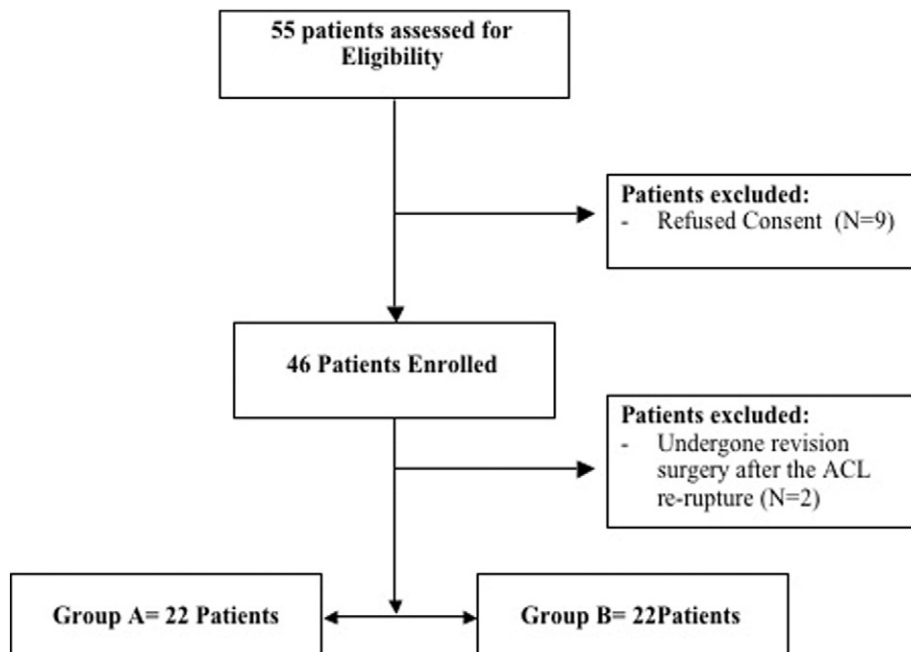 55 patients assessed for
Eligibility
Patients excluded:
- Refused Consent (N=9)
46 Patients Enrolled
Patients excluded:
- Undergone revision
surgery after the ACL
re-rupture (N=2)
Group A= 22 Patients
Group B= 22Patients